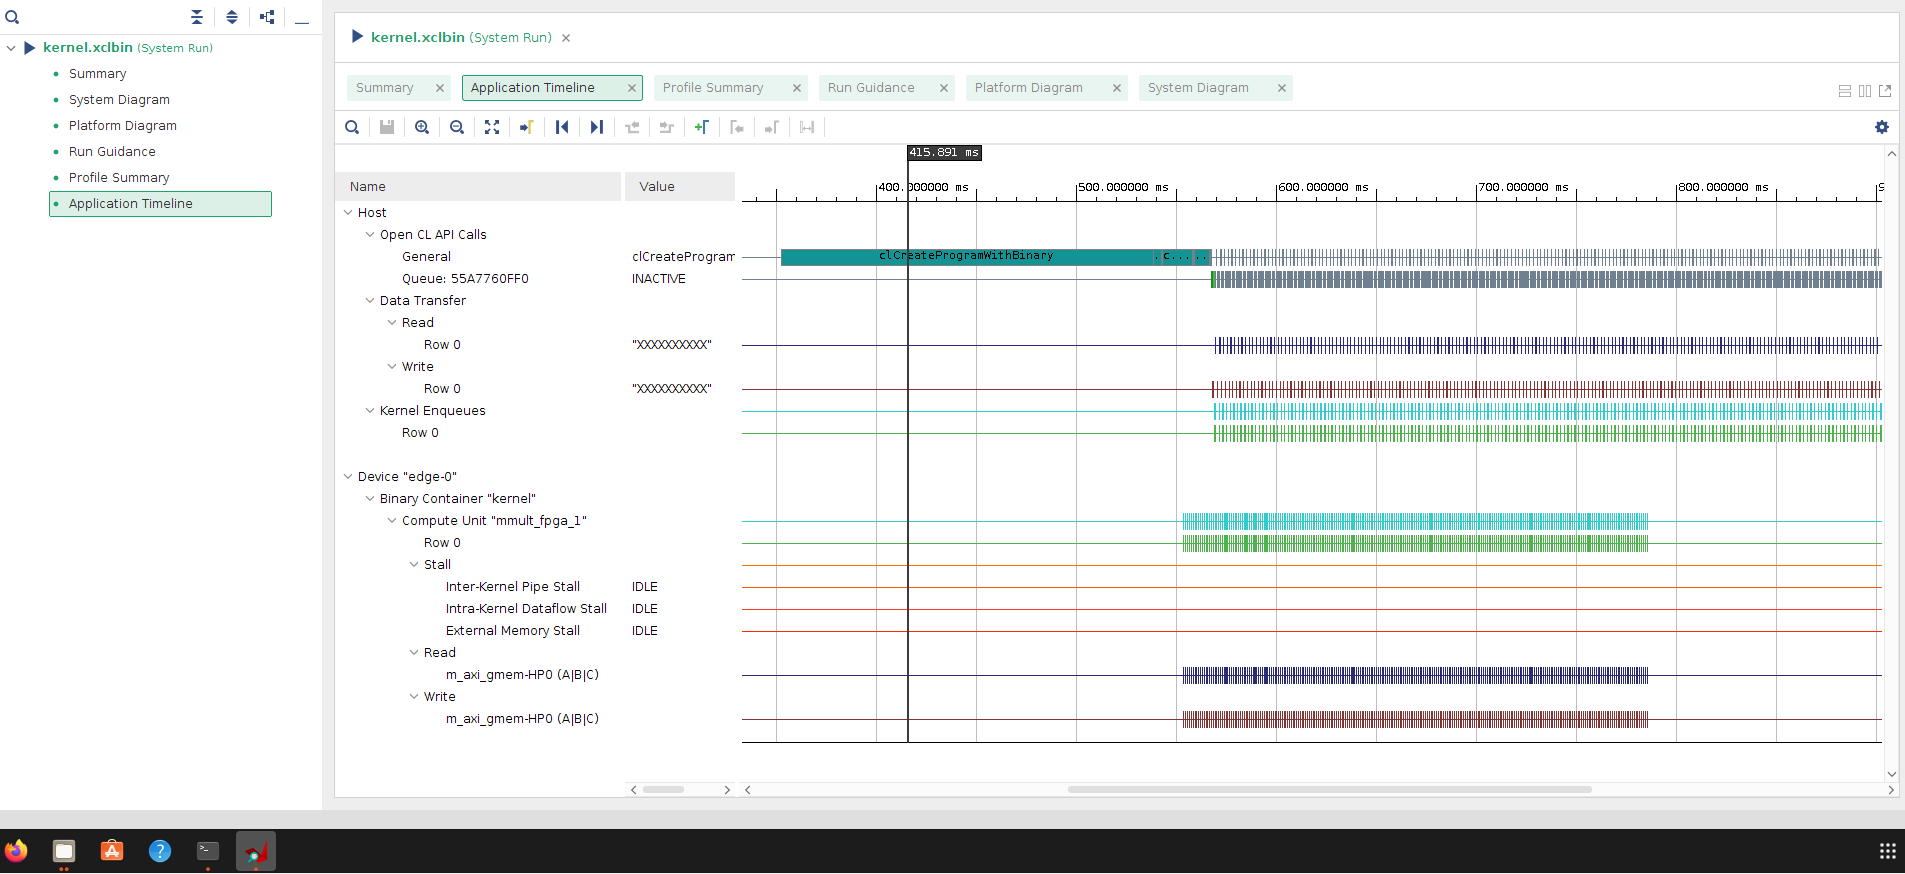 kernel.xclbin (System Run)
Summary
System Diagram
Platform Diagram
Run Guidance
Profile Summary
Application Timeline
kernel.xclbin (System Run)
Summary
Application Timeline
Profile Summary
Run Guidance
Platform Diagram
System Diagram
415.891 ms
Name Value
400.000000 ms 500.000000 ms 600.000000 ms 700.000000 ms 800.000000 ms
Host
Open CL API Calls
General clCreateProgram clCreateProgramWithBinary . c... ..
Queue: 55A7760FF0 INACTIVE
Data Transfer
Read
Row 0 "XXXXXXXXXX"
Write
Row 0 "XXXXXXXXXX"
Kernel Enqueues
Row 0
Device "edge-0"
Binary Container "kernel"
Compute Unit "mmult_fpga_1"
Row 0
Stall
Inter-Kernel Pipe Stall IDLE
Intra-Kernel Dataflow Stall IDLE
External Memory Stall IDLE
Read
m_axi_gmem-HP0 (A|B|C)
Write
m_axi_gmem-HP0 (A|B|C)